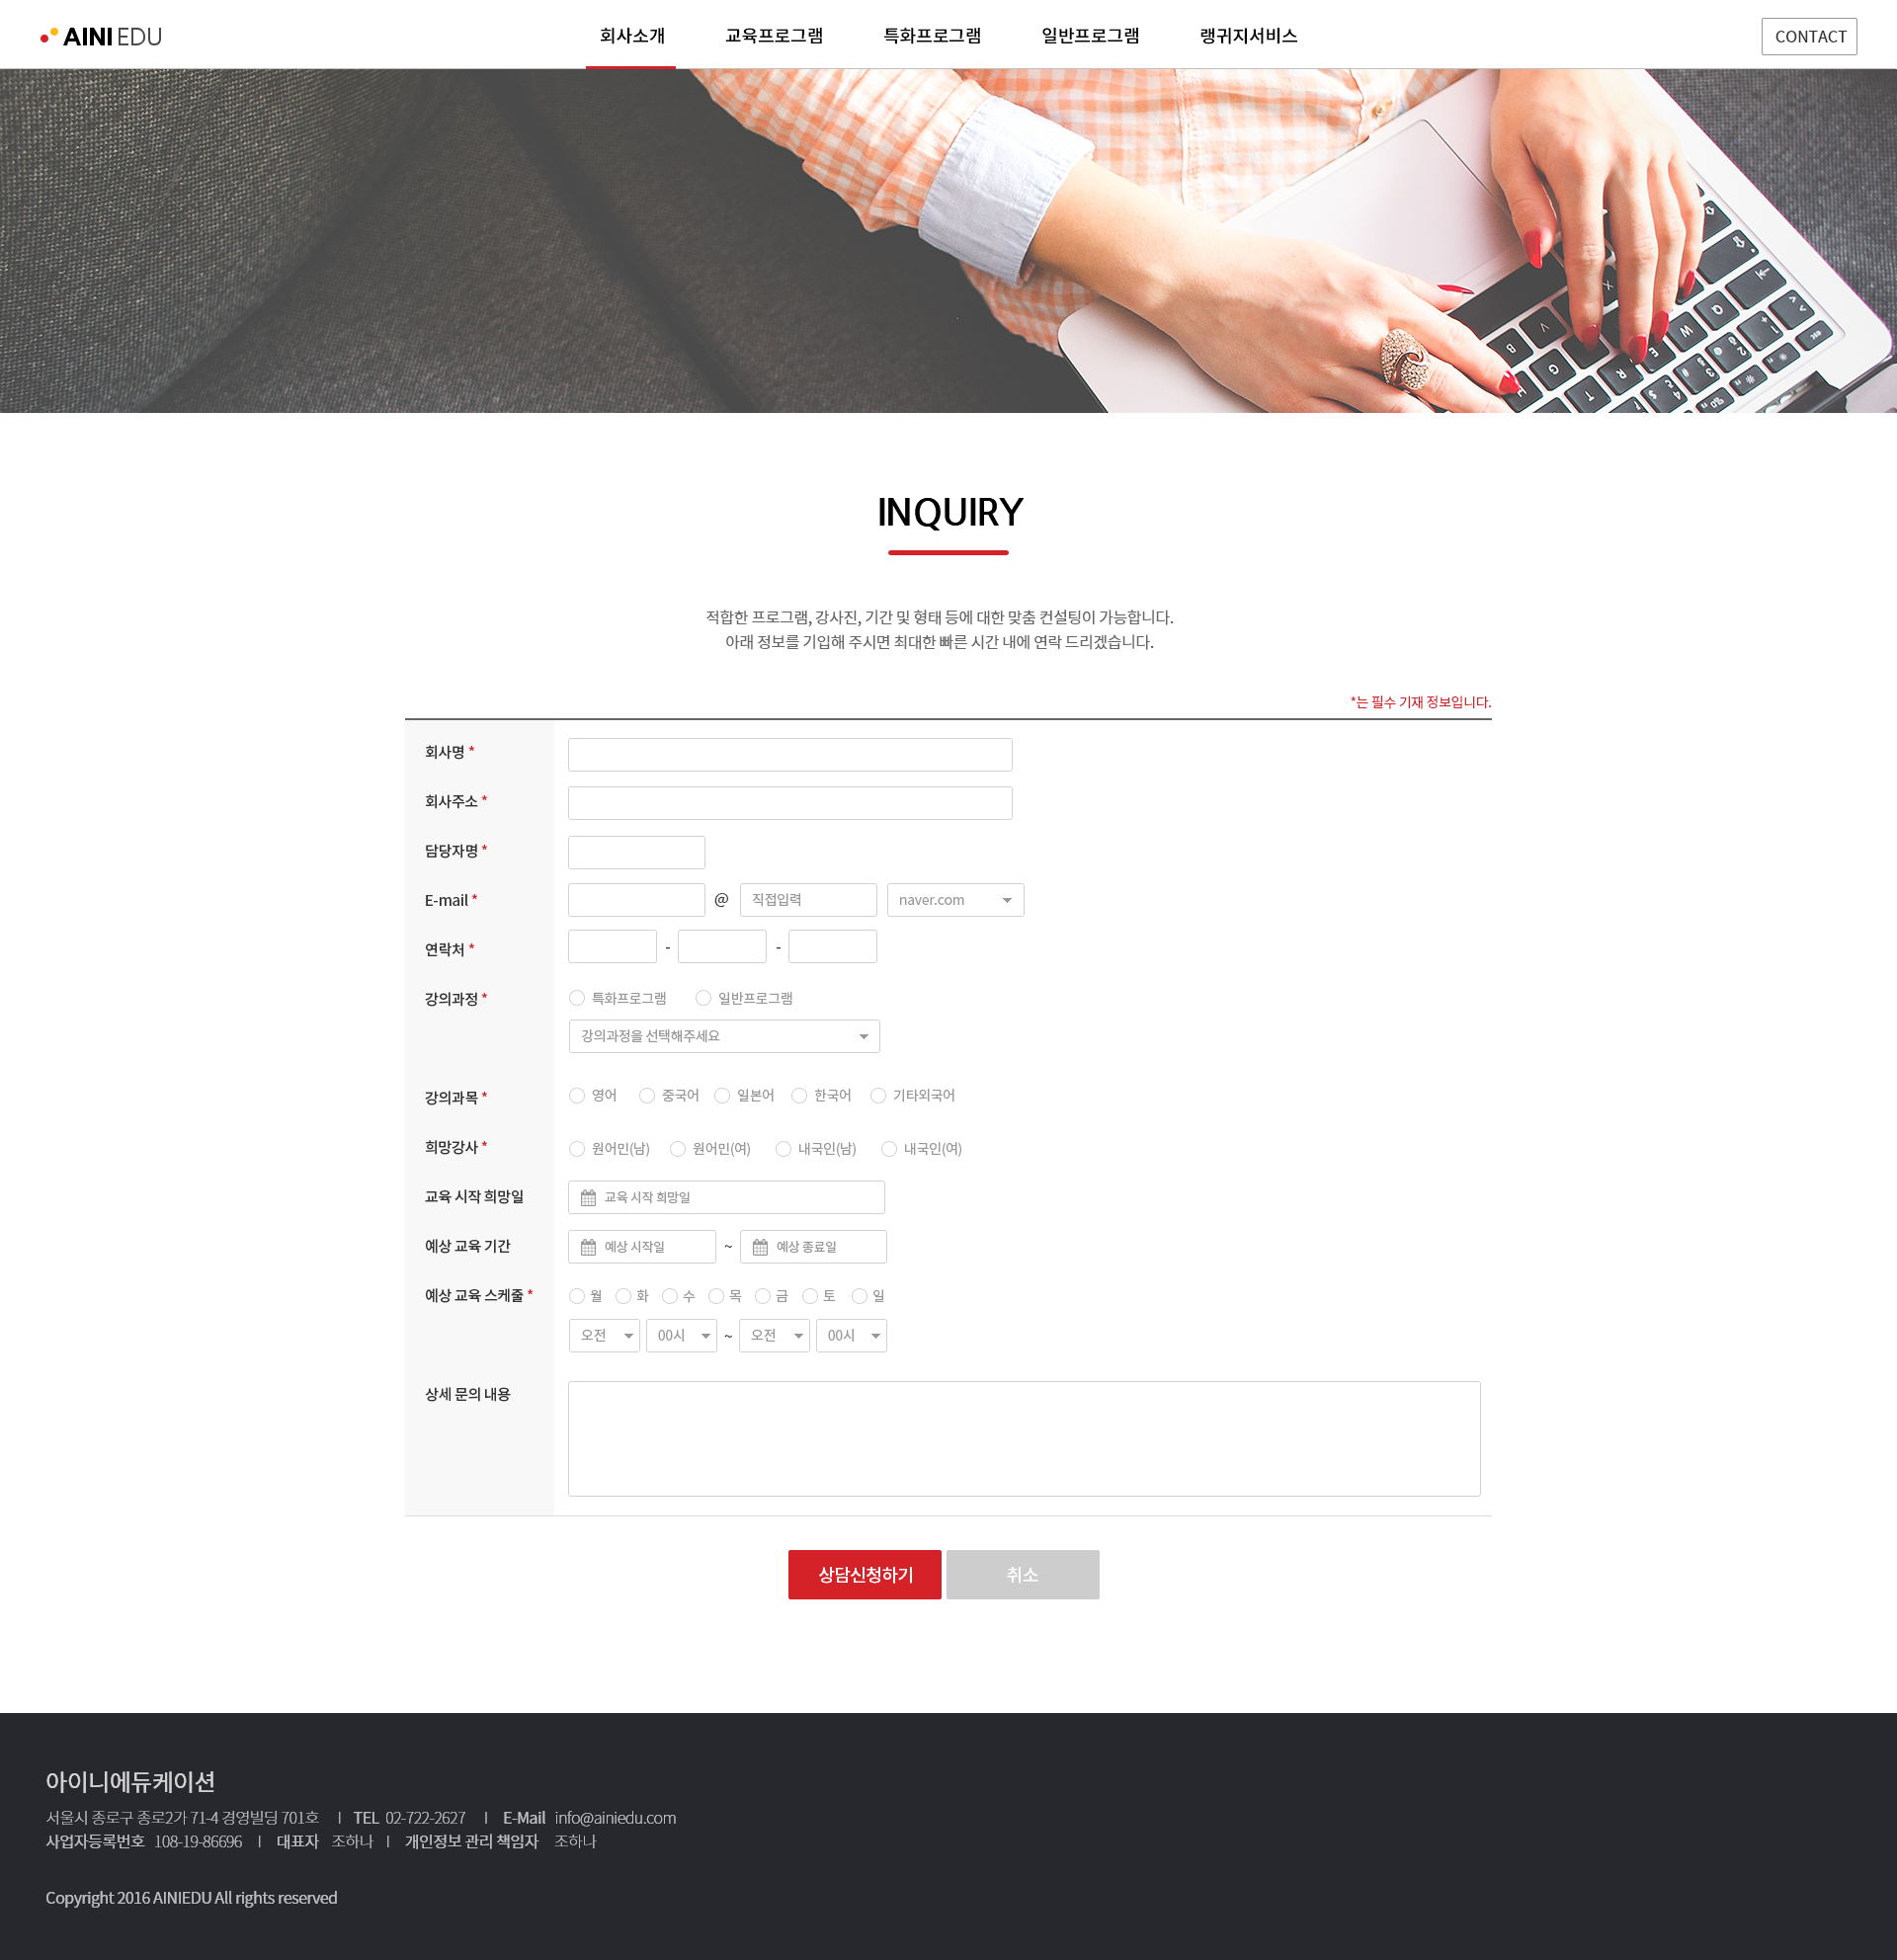 AINI EDU
회사소개 교육프로그램 특화프로그램 일반프로그램 랭귀지서비스
CONTACT
INQUIRY
적합한 프로그램, 강사진, 기간 및 형태 등에 대한 맞춤 컨설팅이 가능합니다.
아래 정보를 기입해 주시면 최대한 빠른 시간 내에 연락 드리겠습니다.
*는 필수 기재 정보입니다.
회사명 *
회사주소 *
담당자명 *
E-mail * @ 직접입력 naver.com
연락처 * - -
강의과정 * 특화프로그램 일반프로그램
강의과정을 선택해주세요
강의과목 * 영어 중국어 일본어 한국어 기타외국어
희망강사 * 원어민(남) 원어민(여) 내국인(남) 내국인(여)
교육 시작 희망일 교육 시작 희망일
예상 교육 기간 예상 시작일 ~ 예상 종료일
예상 교육 스케줄 * 월 화 수 목 금 토 일
오전 00시 ~ 오전 00시
상세 문의 내용
상담신청하기 취소
아이니에듀케이션
서울시 종로구 종로2가 71-4 경영빌딩 701호 | TEL 02-722-2627 | E-Mail info@ainiedu.com
사업자등록번호 108-19-86696 | 대표자 조하나 | 개인정보 관리 책임자 조하나
Copyright 2016 AINIEDU All rights reserved